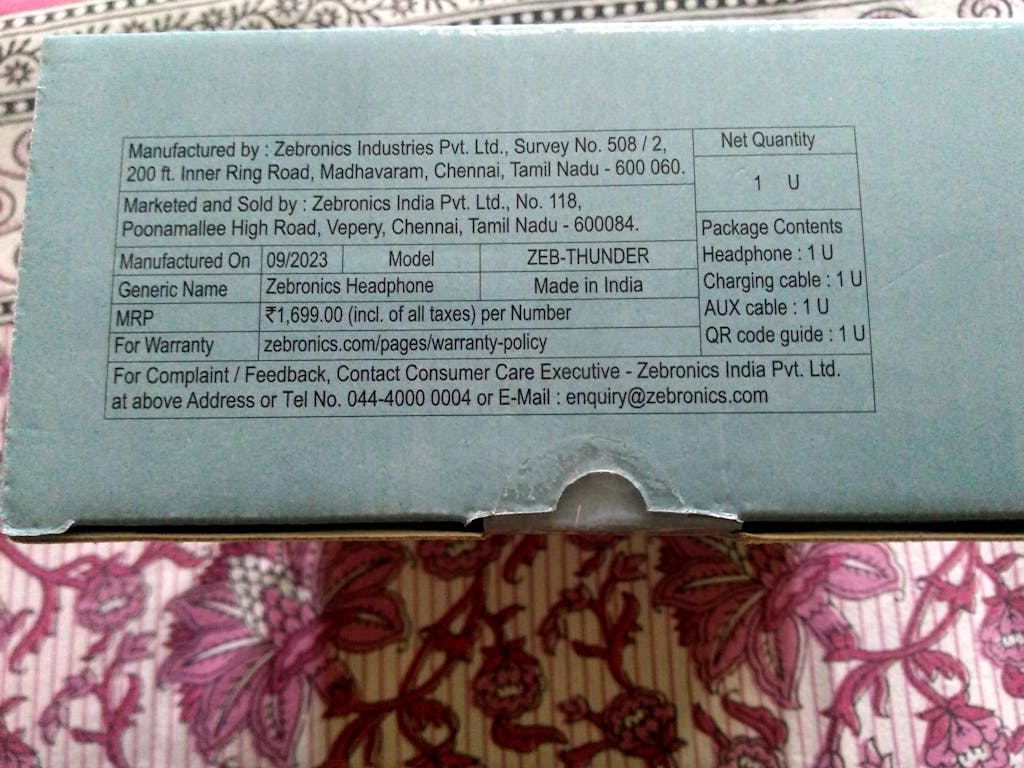 Manufactured by : Zebronics Industries Pvt. Ltd., Survey No. 508 / 2,
200 ft. Inner Ring Road, Madhavaram, Chennai, Tamil Nadu - 600 060.
Marketed and Sold by : Zebronics India Pvt. Ltd., No. 118,
Poonamallee High Road, Vepery, Chennai, Tamil Nadu - 600084.
Manufactured On 09/2023 Model ZEB-THUNDER
Generic Name Zebronics Headphone Made in India
MRP ₹1,699.00 (incl. of all taxes) per Number
For Warranty zebronics.com/pages/warranty-policy
Net Quantity
1 U
Package Contents
Headphone : 1 U
Charging cable : 1 U
AUX cable : 1 U
QR code guide : 1 U
For Complaint / Feedback, Contact Consumer Care Executive - Zebronics India Pvt. Ltd.
at above Address or Tel No. 044-4000 0004 or E-Mail : enquiry@zebronics.com